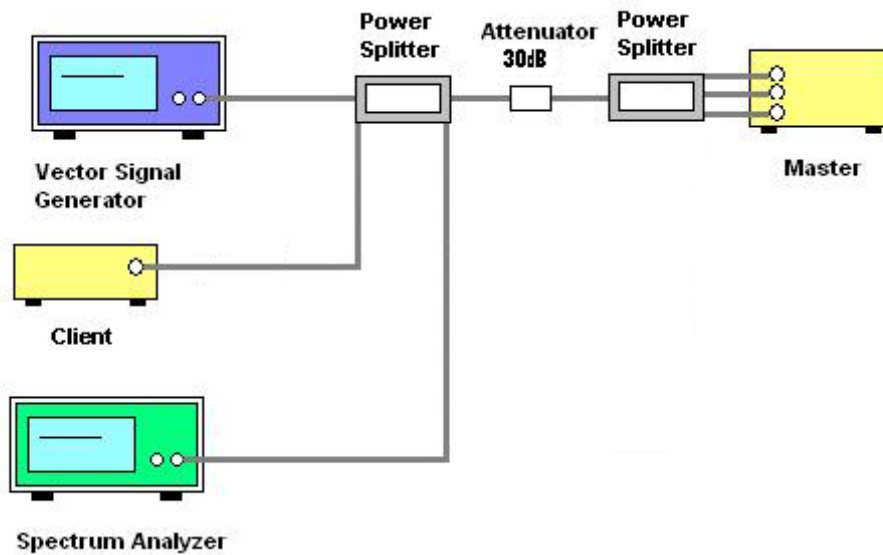 Power
Splitter
Attenuator
30dB
Power
Splitter
Vector Signal
Generator
Master
Client
Spectrum Analyzer